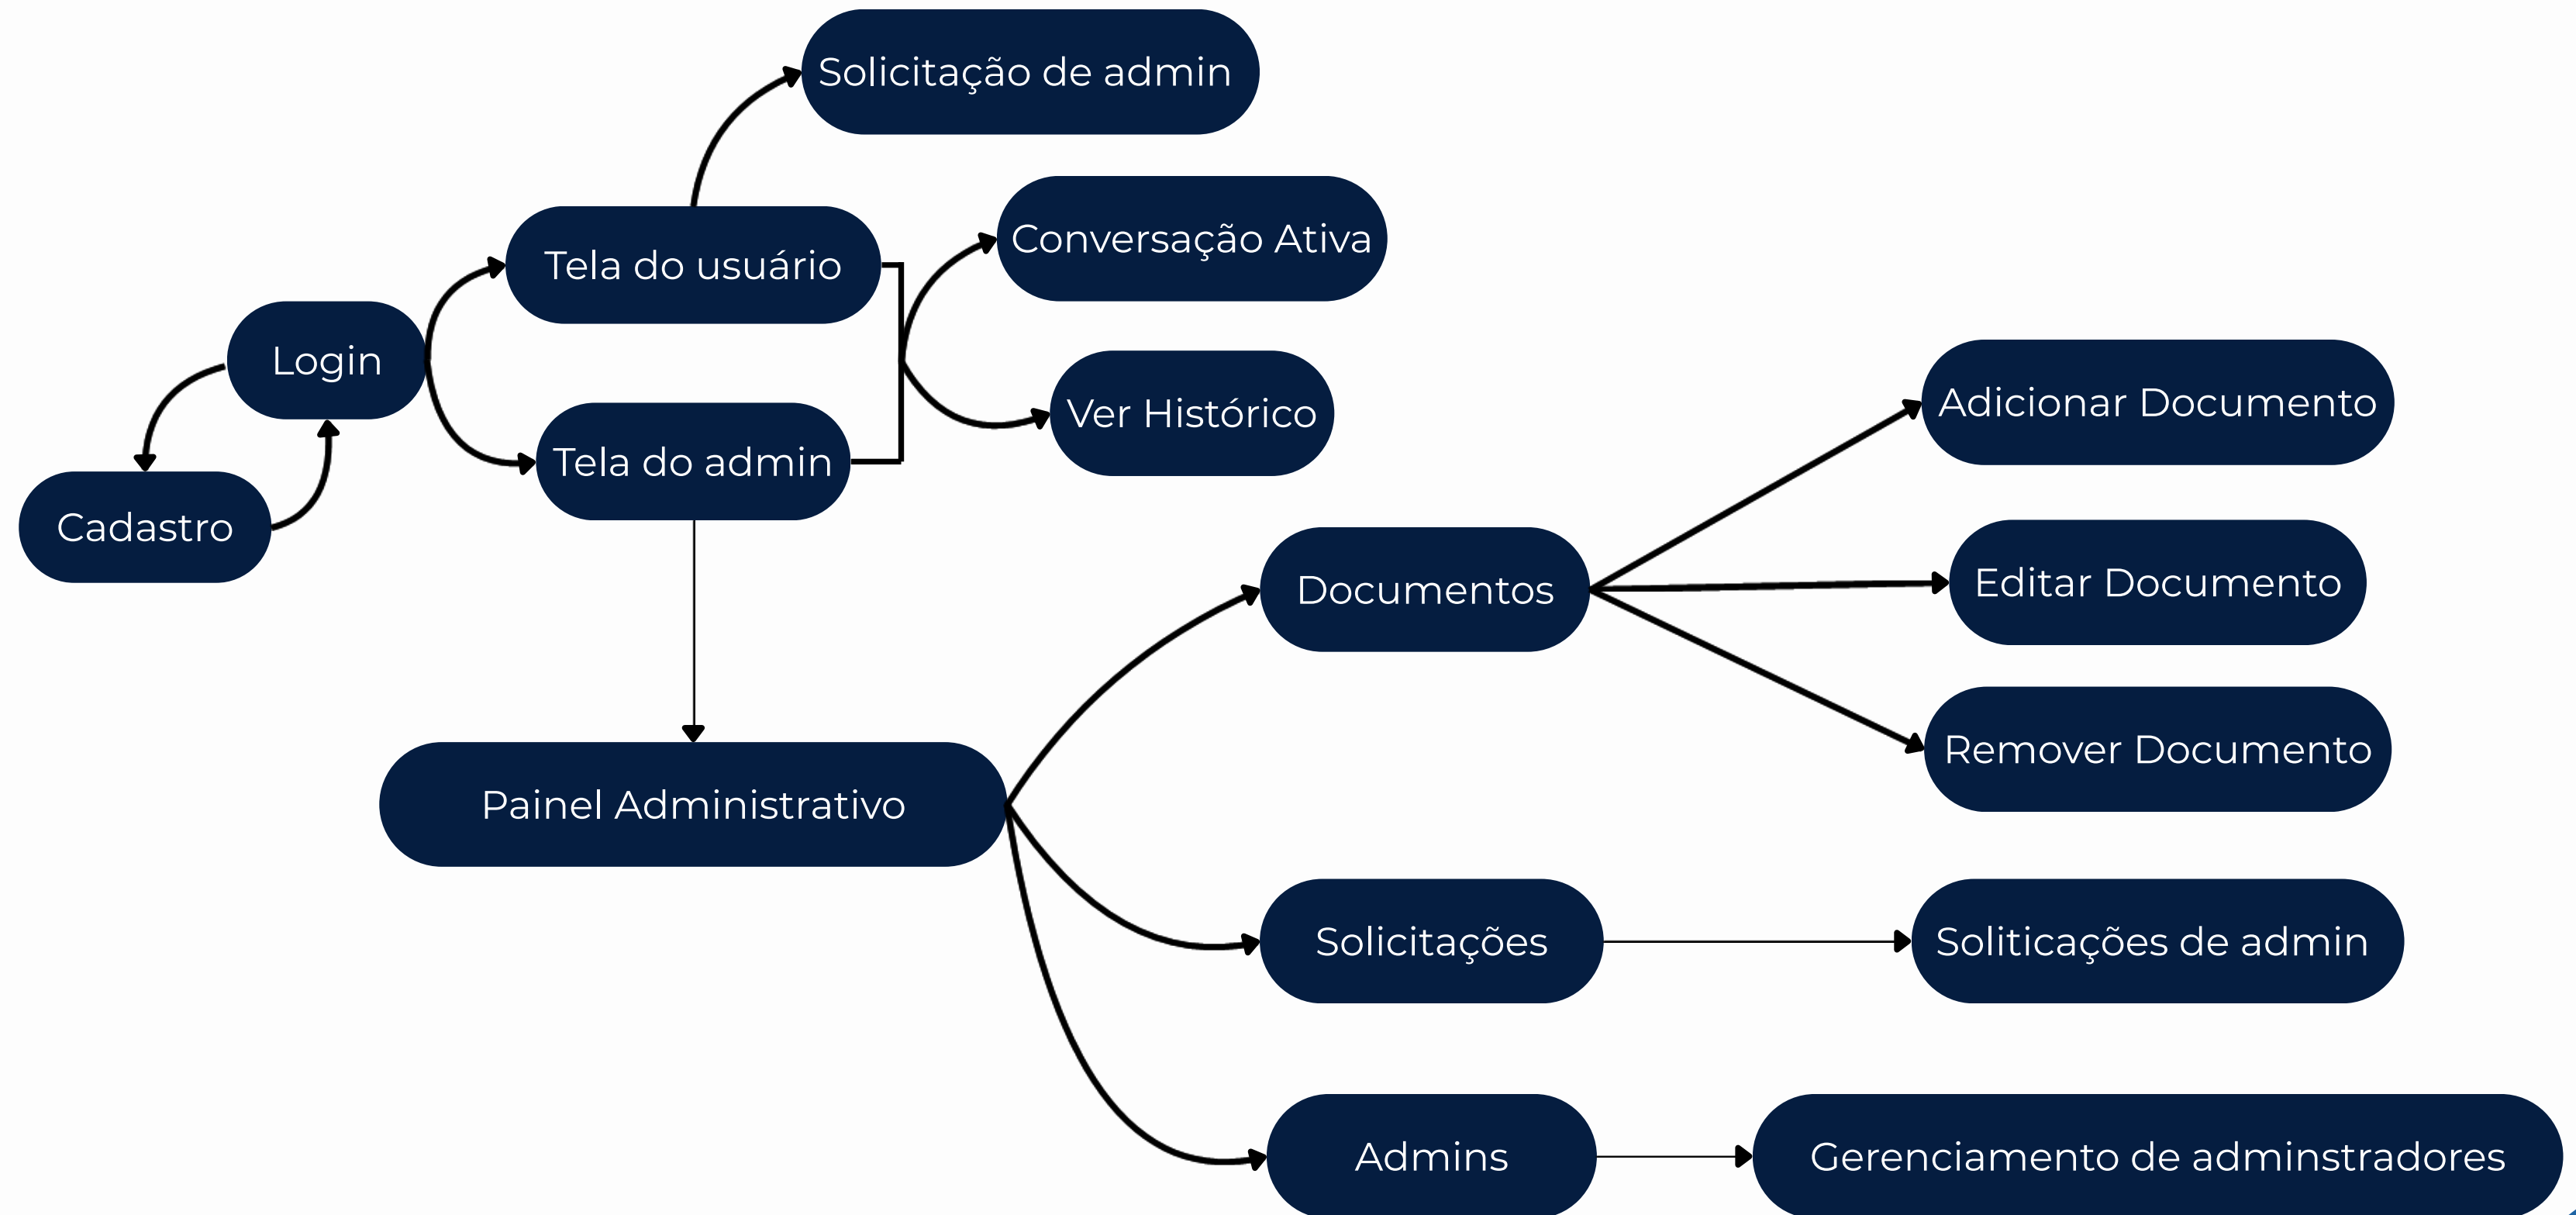 Solicitação de admin
Conversação Ativa
Tela do usuário
Login
Ver Histórico
Tela do admin
Cadastro
Adicionar Documento
Documentos
Editar Documento
Remover Documento
Painel Administrativo
Solicitações
Soliticações de admin
Admins
Gerenciamento de adminstradores